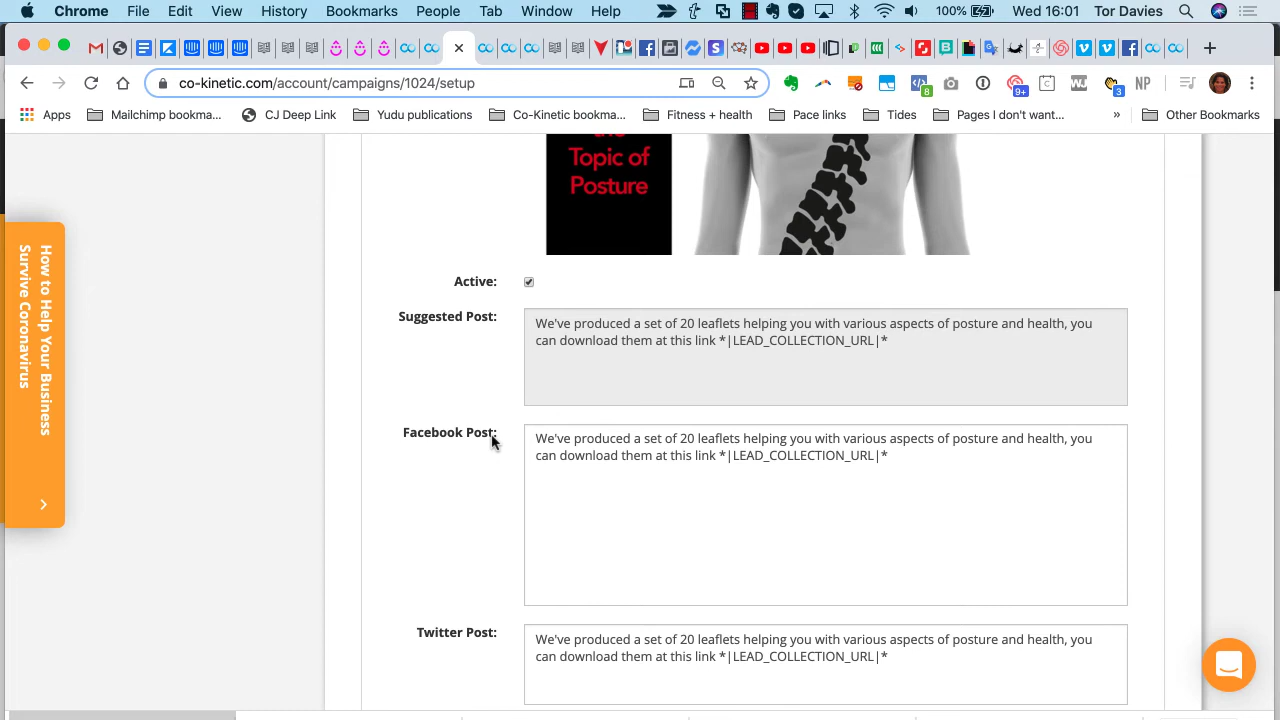 Chrome File Edit View History Bookmarks People Tab Window Help 100% Wed 16:01 Tor Davies
co-kinetic.com/account/campaigns/1024/setup
8 9+ 3 NP
Apps Mailchimp bookma... CJ Deep Link Yudu publications Co-Kinetic bookma... Fitness + health Pace links Tides Pages I don't want... » Other Bookmarks
Topic of
Posture
How to Help Your Business
Survive Coronavirus
Active:
Suggested Post:
We've produced a set of 20 leaflets helping you with various aspects of posture and health, you
can download them at this link *|LEAD_COLLECTION_URL|*
Facebook Post:
We've produced a set of 20 leaflets helping you with various aspects of posture and health, you
can download them at this link *|LEAD_COLLECTION_URL|*
Twitter Post:
We've produced a set of 20 leaflets helping you with various aspects of posture and health, you
can download them at this link *|LEAD_COLLECTION_URL|*